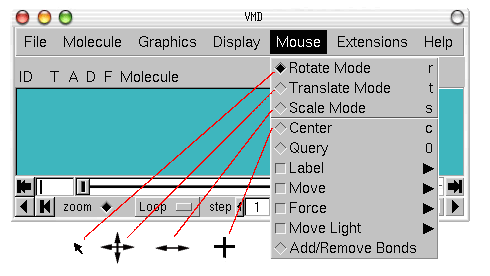 VMD
File Molecule Graphics Display Mouse Extensions Help
ID T A D F Molecule
Rotate Mode r
Translate Mode t
Scale Mode s
Center c
Query 0
Label
Move
Force
Move Light
Add/Remove Bonds
zoom Loop step 1